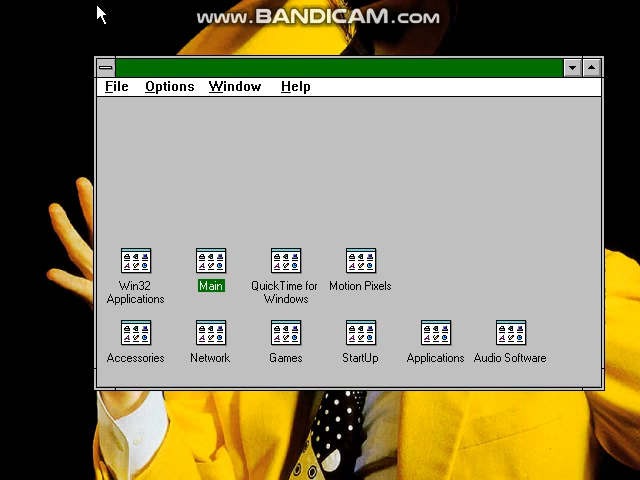 www.BANDICAM.com
File Options Window Help
Win32 Applications
Main
QuickTime for Windows
Motion Pixels
Accessories
Network
Games
StartUp
Applications
Audio Software